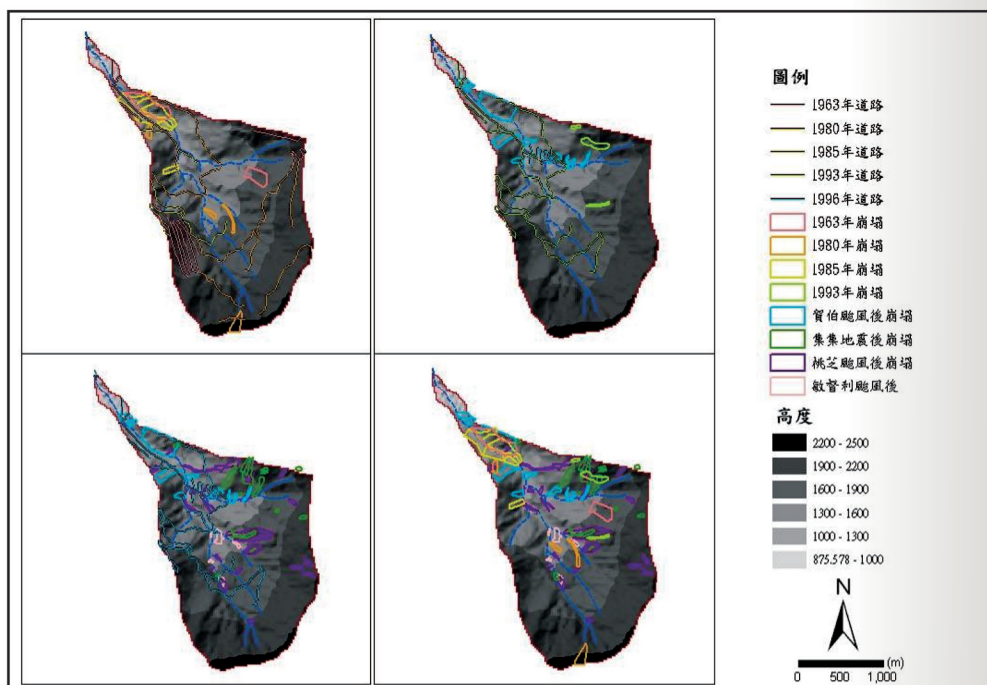 圖例
1963年道路
1980年道路
1985年道路
1993年道路
1996年道路
1963年崩塌
1980年崩塌
1985年崩塌
1993年崩塌
賀伯颱風後崩塌
集集地震後崩塌
桃芝颱風後崩塌
敏督利颱風後
高度
2200 - 2500
1900 - 2200
1600 - 1900
1300 - 1600
1000 - 1300
875.578 - 1000
N
(m)
0 500 1,000